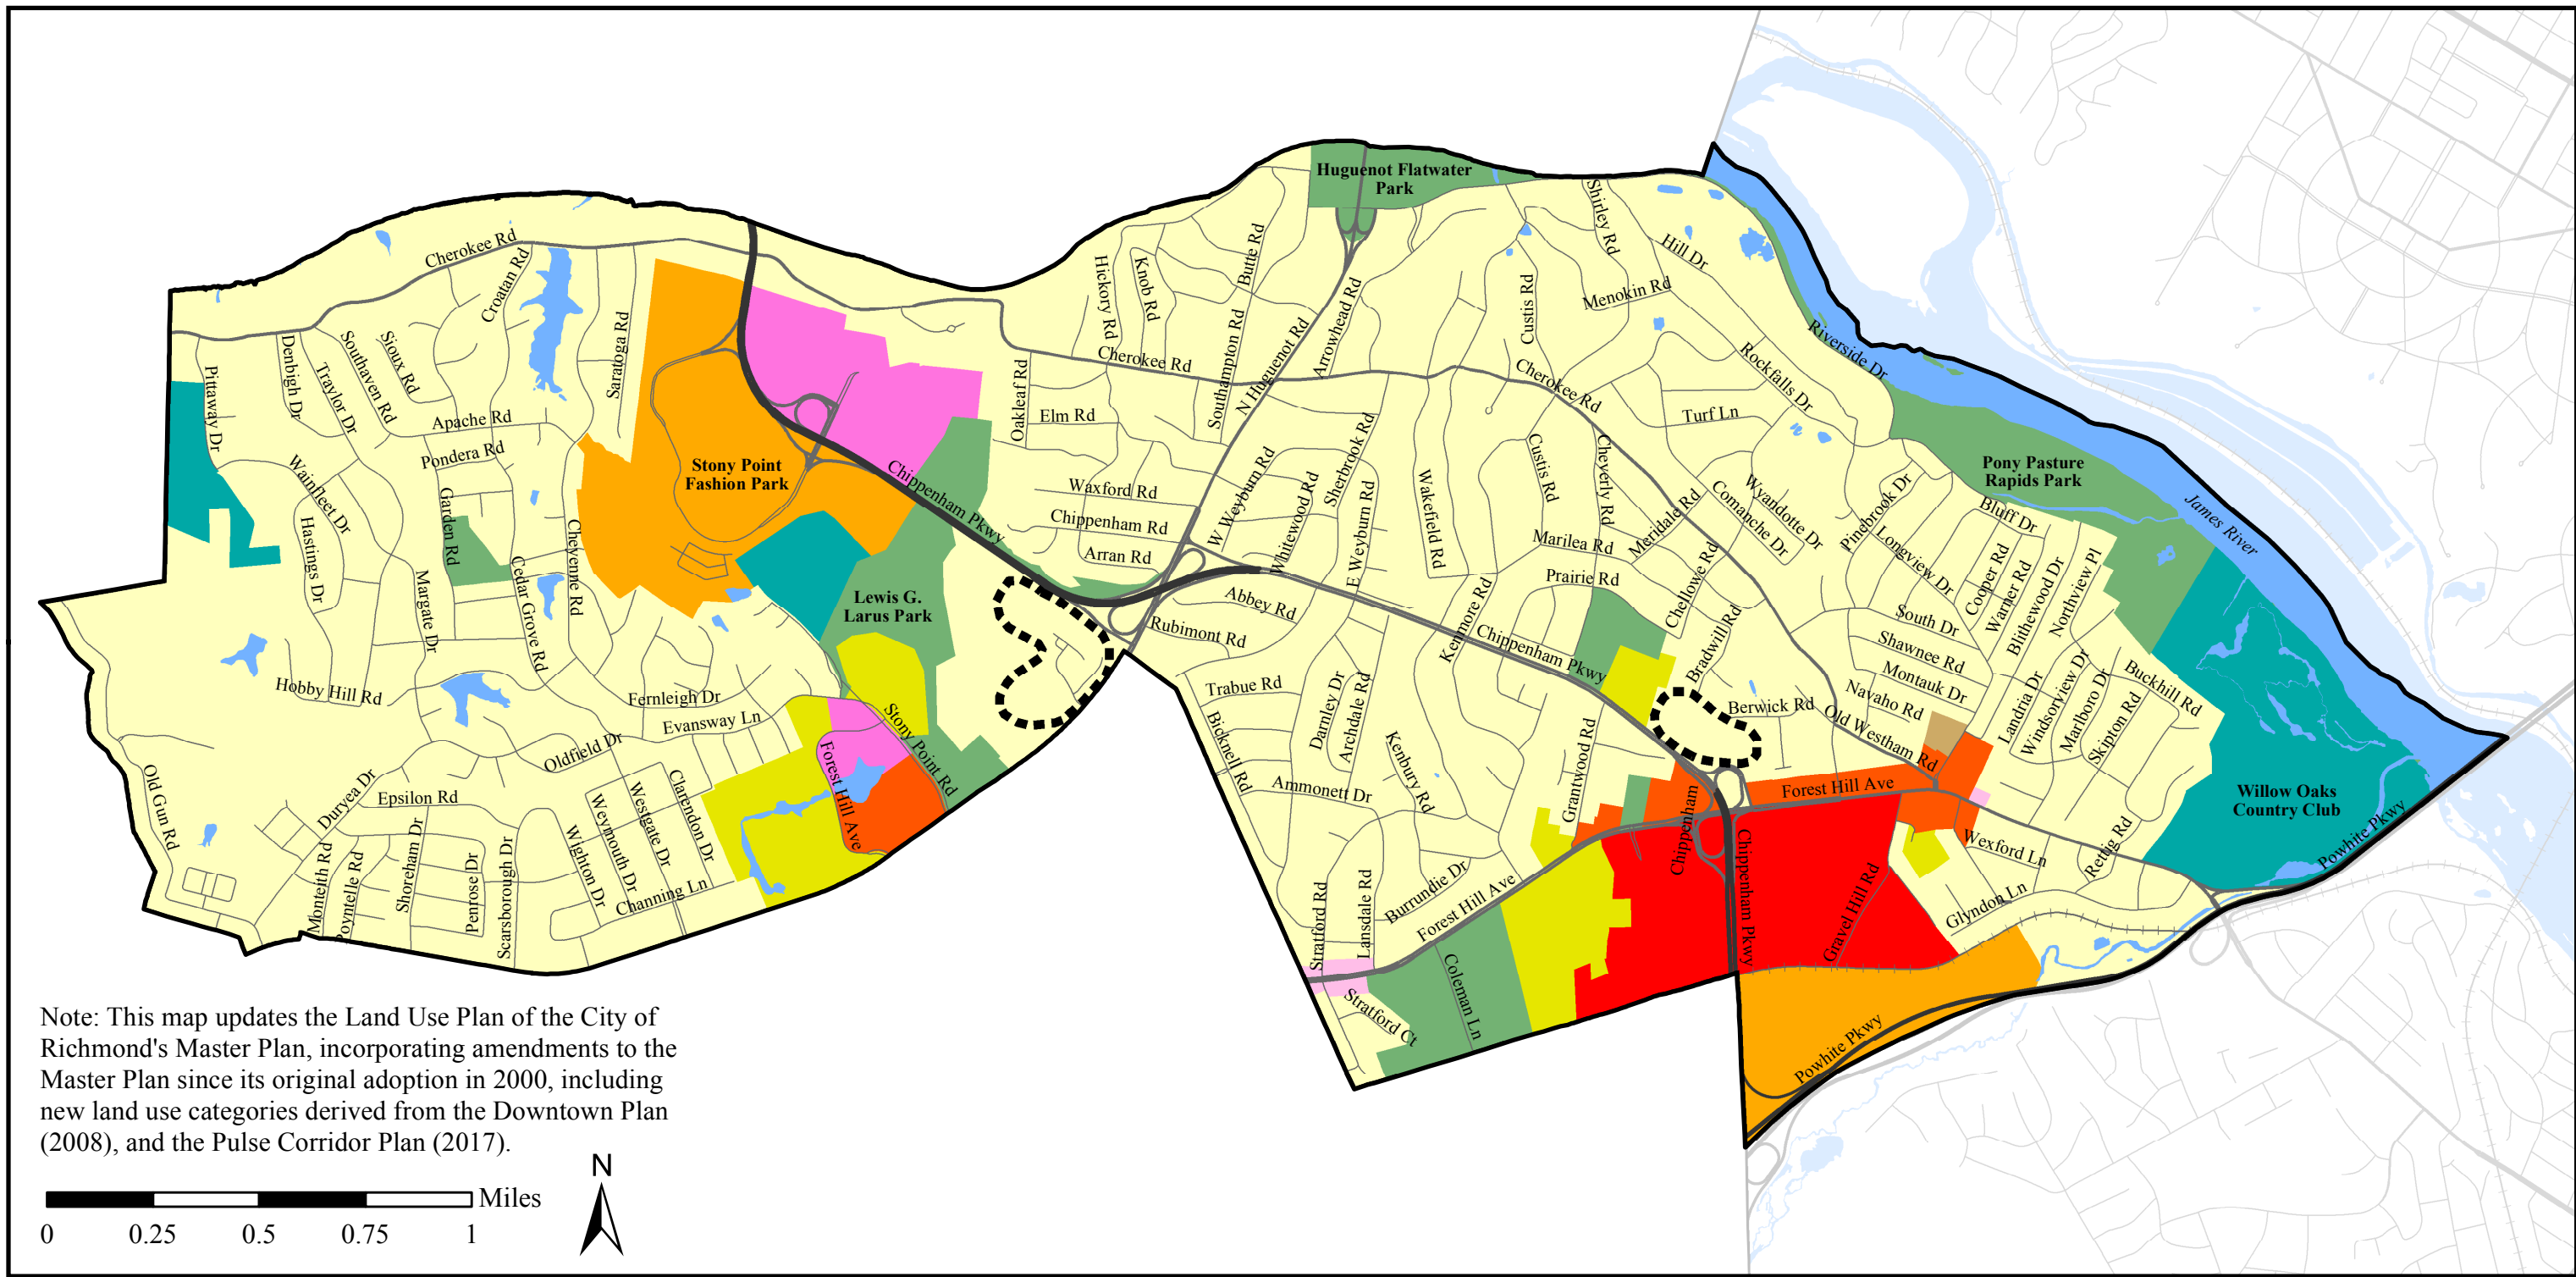 Huguenot Flatwater
Park
Cherokee Rd
Croatan Rd
Saratoga Rd
Denbigh Dr
Traylor Dr
Southaven Rd
Sioux Rd
Pittaway Dr
Apache Rd
Pondera Rd
Wainfleet Dr
Hastings Dr
Garden Rd
Margate Dr
Cedar Grove Rd
Cheyenne Rd
Hobby Hill Rd
Stony Point
Fashion Park
Chippenham Pkwy
Lewis G.
Larus Park
Fernleigh Dr
Evansway Ln
Oldfield Dr
Stony Point Rd
Forest Hill Ave
Old Gun Rd
Duryea Dr
Epsilon Rd
Monteith Rd
Poyntelle Rd
Shoreham Dr
Penrose Dr
Scarsborough Dr
Wighton Dr
Weymouth Dr
Westgate Dr
Clarendon Dr
Channing Ln
Hickory Rd
Knob Rd
Butte Rd
Cherokee Rd
Oakleaf Rd
Elm Rd
Southampton Rd
N Huguenot Rd
Arrowhead Rd
Waxford Rd
Chippenham Rd
Arran Rd
W Weyburn Rd
Whitewood Rd
Sherbrook Rd
E Weyburn Rd
Wakefield Rd
Abbey Rd
Rubimont Rd
Trabue Rd
Bicknell Rd
Darnley Dr
Archdale Rd
Ammonett Dr
Kenbury Rd
Kenmore Rd
Chippenham Pkwy
Shirley Rd
Hill Dr
Menokin Rd
Custis Rd
Cherokee Rd
Rockfalls Dr
Turf Ln
Riverside Dr
Custis Rd
Cheverly Rd
Marilea Rd
Meridale Rd
Prairie Rd
Chellowe Rd
Bradwill Rd
Comanche Dr
Wyandotte Dr
Pinebrook Dr
Longview Dr
Pony Pasture
Rapids Park
James River
Bluff Dr
Cooper Rd
Warner Rd
Blithewood Dr
Northview Pl
South Dr
Shawnee Rd
Montauk Dr
Navaho Rd
Berwick Rd
Old Westham Rd
Landria Dr
Windsorview Dr
Marlboro Dr
Skipton Rd
Buckhill Rd
Willow Oaks
Country Club
Powhite Pkwy
Forest Hill Ave
Grantwood Rd
Chippenham
Chippenham Pkwy
Gravel Hill Rd
Wexford Ln
Rettig Rd
Glyndon Ln
Stratford Rd
Lansdale Rd
Burrundie Dr
Forest Hill Ave
Coleman Ln
Stratford Ct
Powhite Pkwy
Note: This map updates the Land Use Plan of the City of
Richmond's Master Plan, incorporating amendments to the
Master Plan since its original adoption in 2000, including
new land use categories derived from the Downtown Plan
(2008), and the Pulse Corridor Plan (2017).
N
Miles
0 0.25 0.5 0.75 1